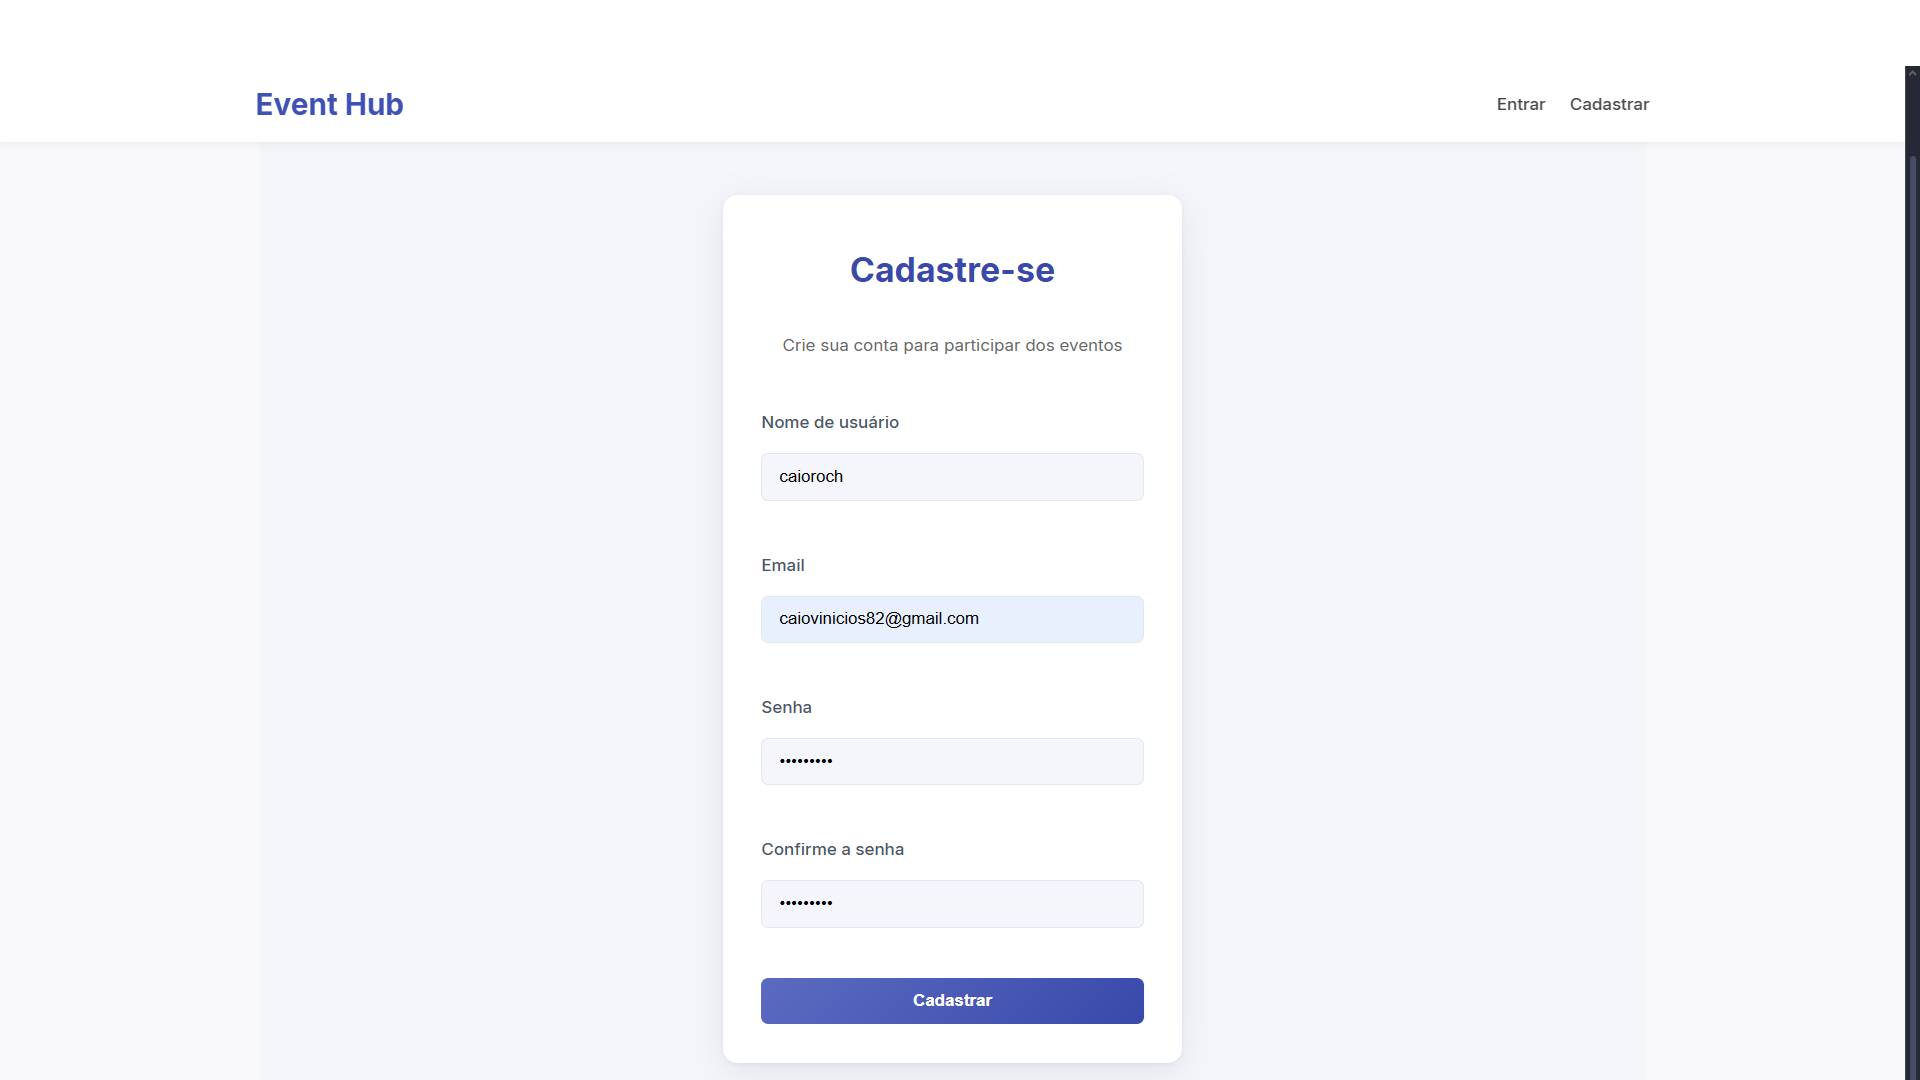 Event Hub
Entrar
Cadastrar
Cadastre-se
Crie sua conta para participar dos eventos
Nome de usuário
caioroch
Email
caiovinicios82@gmail.com
Senha
•••••••••
Confirme a senha
•••••••••
Cadastrar